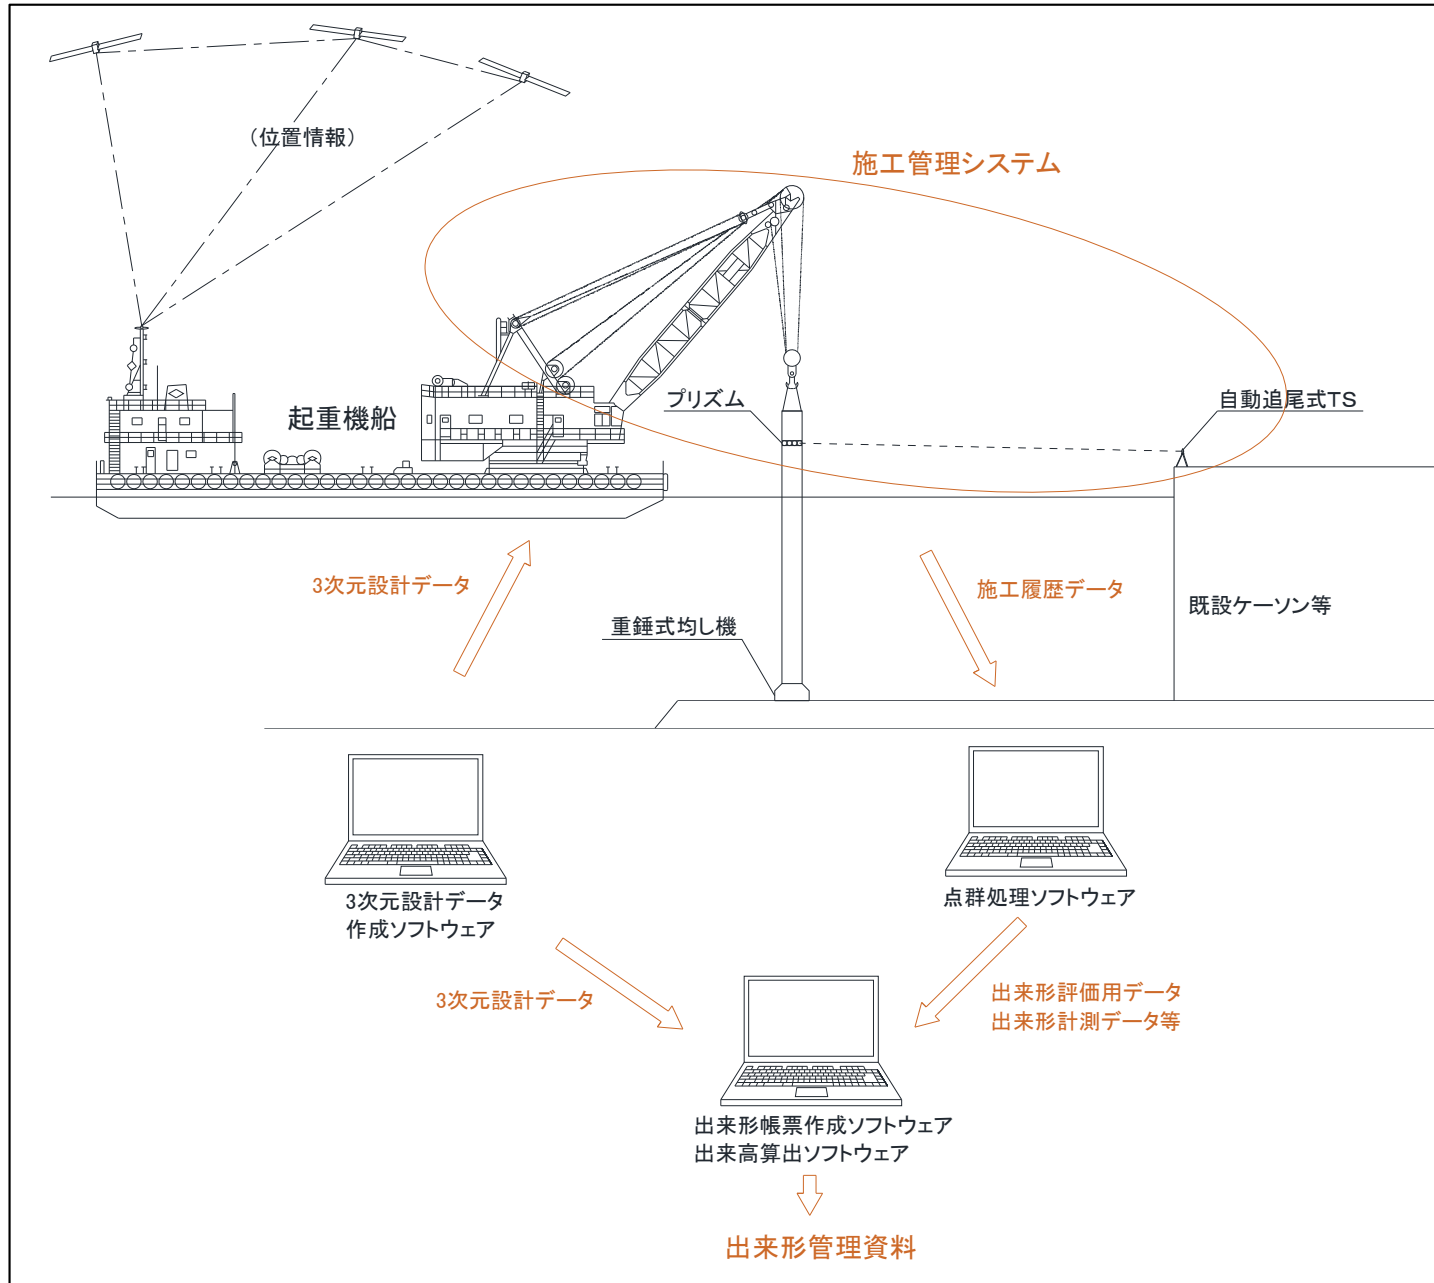 (位置情報)
施工管理システム
プリズム
自動追尾式TS
起重機船
3次元設計データ
施工履歴データ
既設ケーソン等
重錘式均し機
3次元設計データ
作成ソフトウェア
点群処理ソフトウェア
3次元設計データ
出来形評価用データ
出来形計測データ等
出来形帳票作成ソフトウェア
出来高算出ソフトウェア
出来形管理資料